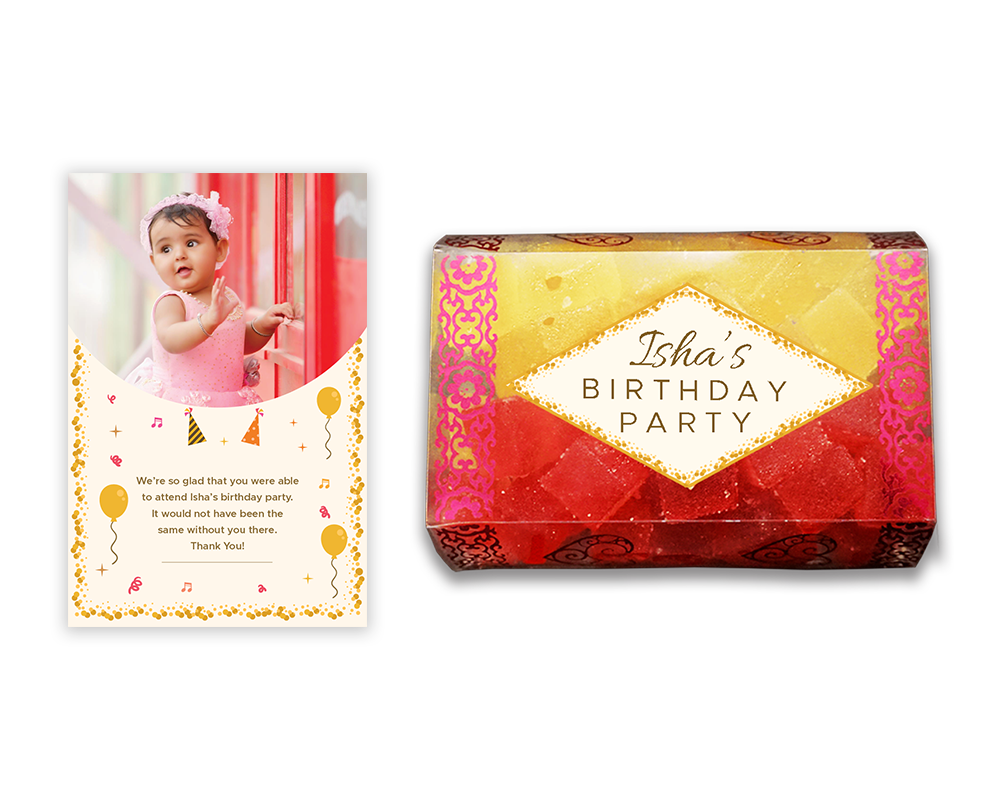 We're so glad that you were able
to attend Isha's birthday party.
It would not have been the
same without you there.
Thank You!
Isha's
BIRTHDAY
PARTY